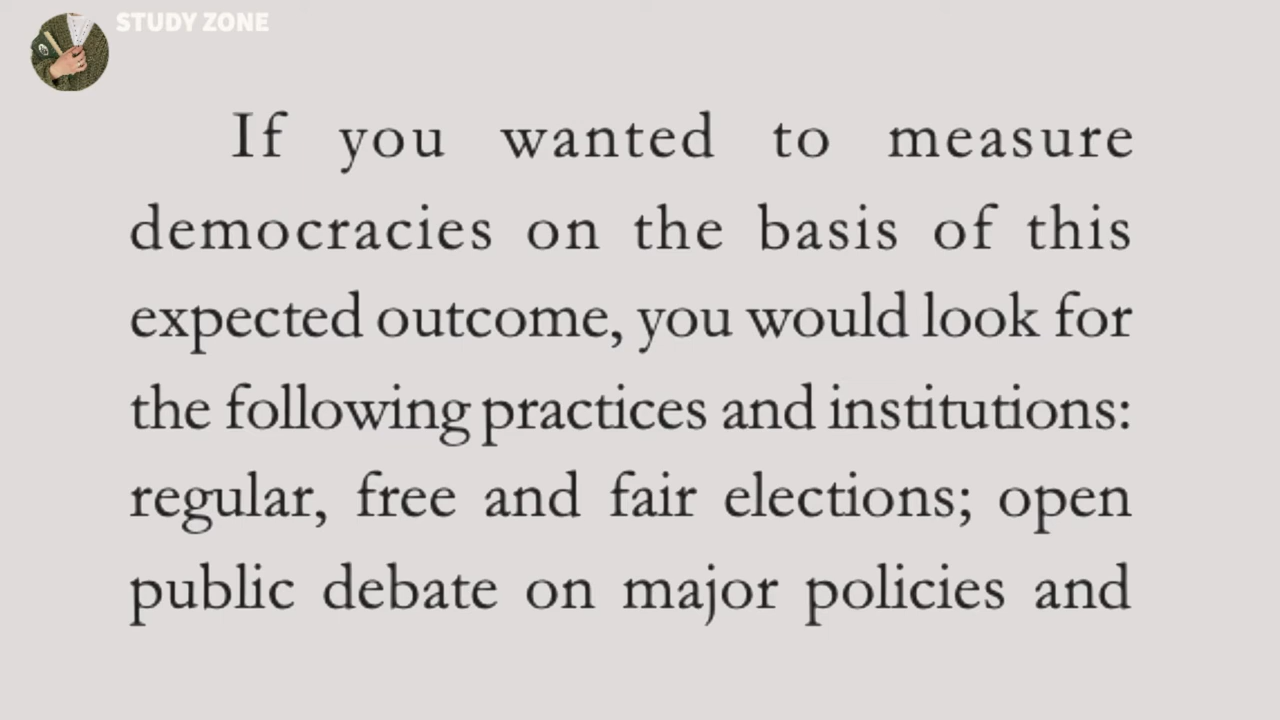 STUDY ZONE
If you wanted to measure
democracies on the basis of this
expected outcome, you would look for
the following practices and institutions:
regular, free and fair elections; open
public debate on major policies and